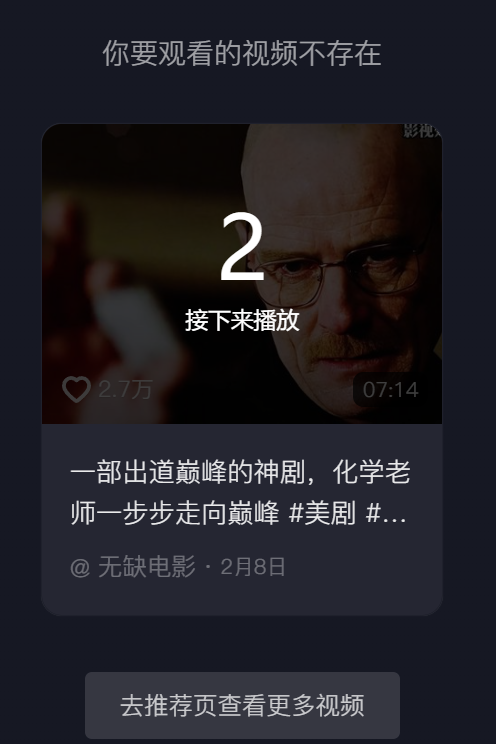 你要观看的视频不存在
影视
2
接下来播放
2.7万
07:14
一部出道巅峰的神剧，化学老
师一步步走向巅峰 #美剧 #...
@ 无缺电影 · 2月8日
去推荐页查看更多视频